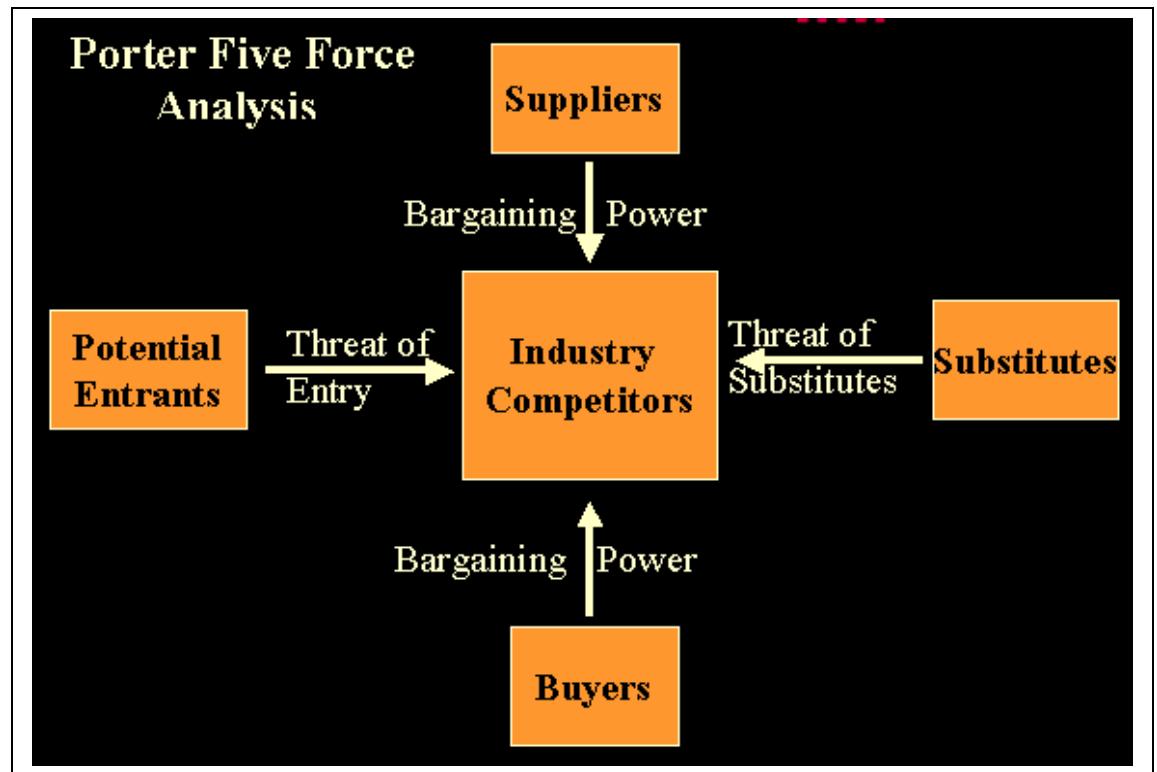 Porter Five Force
Analysis
Suppliers
Bargaining Power
Potential
Entrants
Threat of
Entry
Industry
Competitors
Threat of
Substitutes
Substitutes
Bargaining Power
Buyers